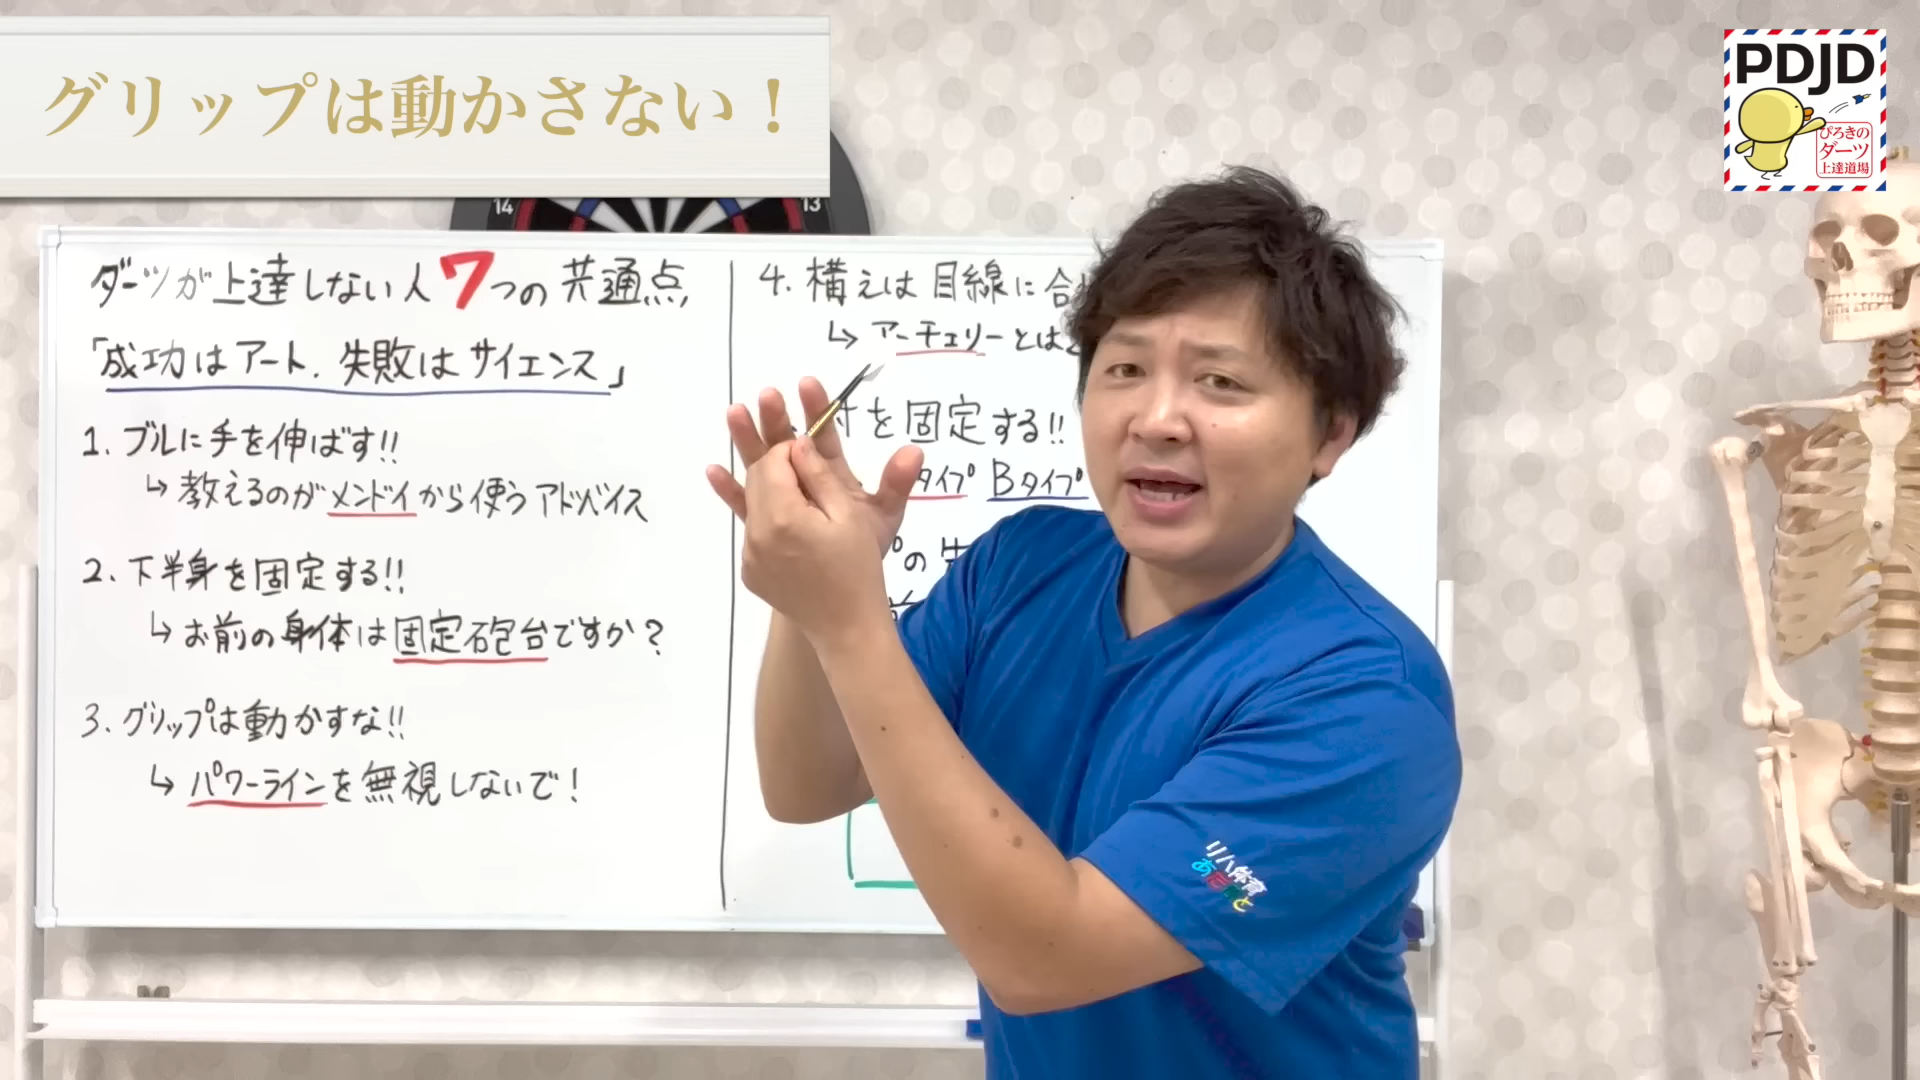 グリップは動かさない！
PDJD
ぴろきの
ダーツ
上達道場
14
13
ダーツが上達しない人7つの共通点
「成功はアート、失敗はサイエンス」
1. ブルに手を伸ばす!!
↳ 教えるのがメンドイから使うアドバイス
2. 下半身を固定する!!
↳ お前の身体は固定砲台ですか?
3. グリップは動かすな!!
↳ パワーラインを無視しないで!
4. 構えは目線に合
↳ アーチェリーとは
を固定する!!
タイプ Bタイプ
の
リハ体育